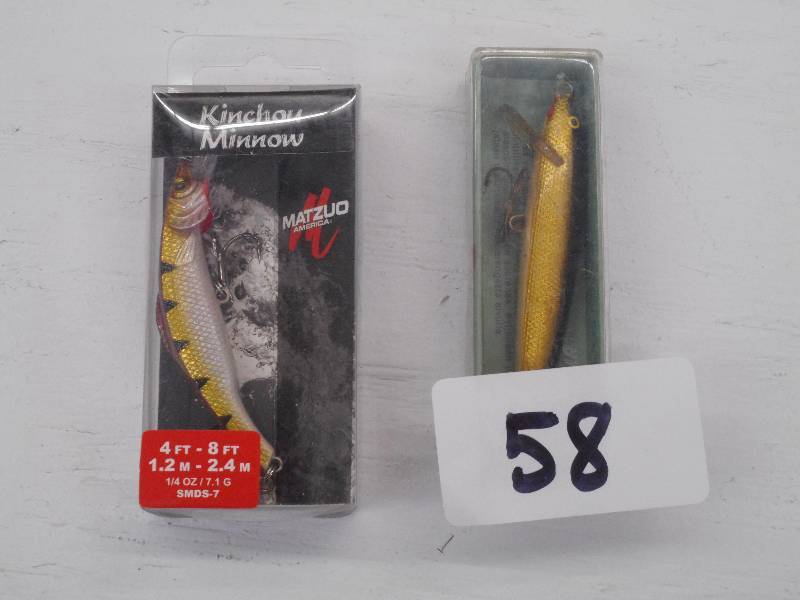 Kinchou
Minnow
MATZUO
AMERICA
4 FT - 8 FT
1.2 M - 2.4 M
1/4 OZ / 7.1 G
SMDS-7
58